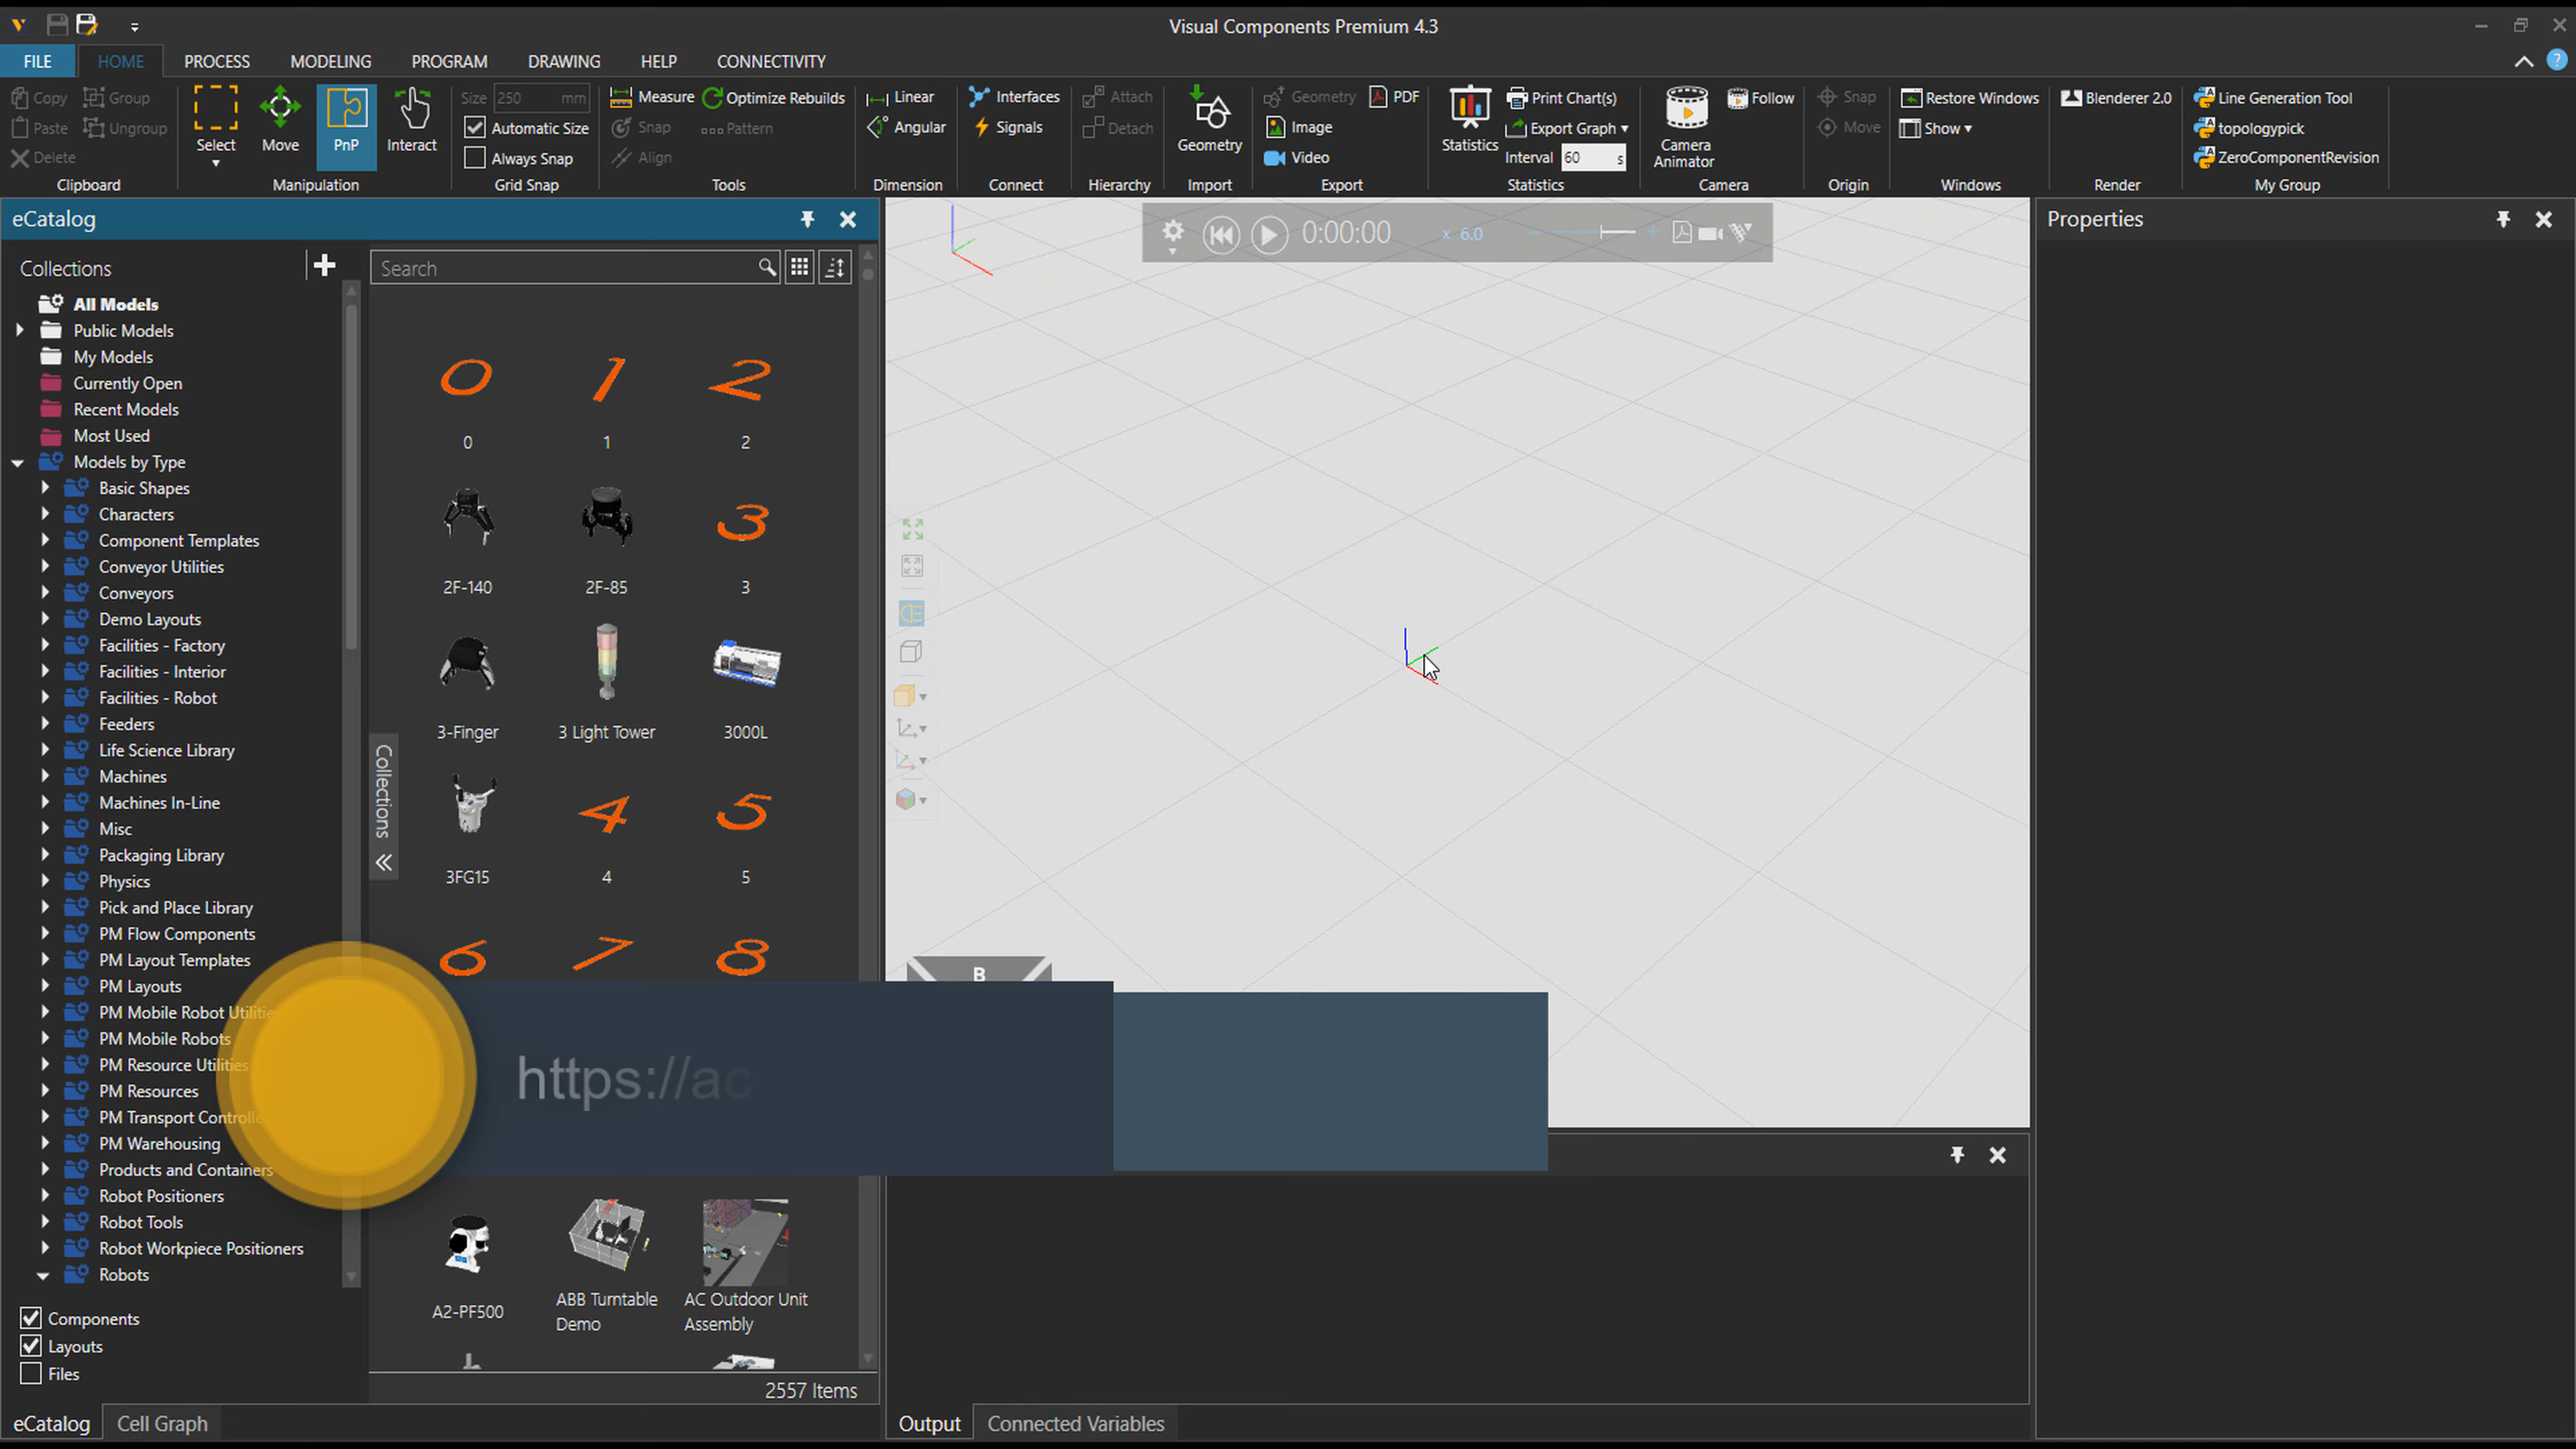 Visual Components Premium 4.3
FILE HOME PROCESS MODELING PROGRAM DRAWING HELP CONNECTIVITY
Copy Group
Paste Ungroup
Delete
Clipboard
Select Move PnP Interact
Manipulation
Size 250 mm
Automatic Size
Always Snap
Grid Snap
Measure Optimize Rebuilds
Snap Pattern
Align
Tools
Linear
Angular
Dimension
Interfaces
Signals
Connect
Attach
Detach
Hierarchy
Geometry
Import
Geometry PDF
Image
Video
Export
Statistics
Print Chart(s)
Export Graph
Interval 60 s
Statistics
Camera Animator
Follow
Camera
Snap
Move
Origin
Restore Windows
Show
Windows
Blenderer 2.0
Render
Line Generation Tool
topologypick
ZeroComponentRevision
My Group
eCatalog
Collections
All Models
Public Models
My Models
Currently Open
Recent Models
Most Used
Models by Type
Basic Shapes
Characters
Component Templates
Conveyor Utilities
Conveyors
Demo Layouts
Facilities - Factory
Facilities - Interior
Facilities - Robot
Feeders
Life Science Library
Machines
Machines In-Line
Misc
Packaging Library
Physics
Pick and Place Library
PM Flow Components
PM Layout Templates
PM Layouts
PM Mobile Robot Utilitie
PM Mobile Robots
PM Resource Utilities
PM Resources
PM Transport Controlle
PM Warehousing
Products and Containers
Robot Positioners
Robot Tools
Robot Workpiece Positioners
Robots
Components
Layouts
Files
eCatalog Cell Graph
Search
0 1 2
0 1 2
3
2F-140 2F-85 3
3-Finger 3 Light Tower 3000L
4 5
3FG15 4 5
6 7 8
Collections
https://ac
A2-PF500
ABB Turntable
Demo
AC Outdoor Unit
Assembly
2557 Items
0:00:00 x 6.0
B
Output Connected Variables
Properties